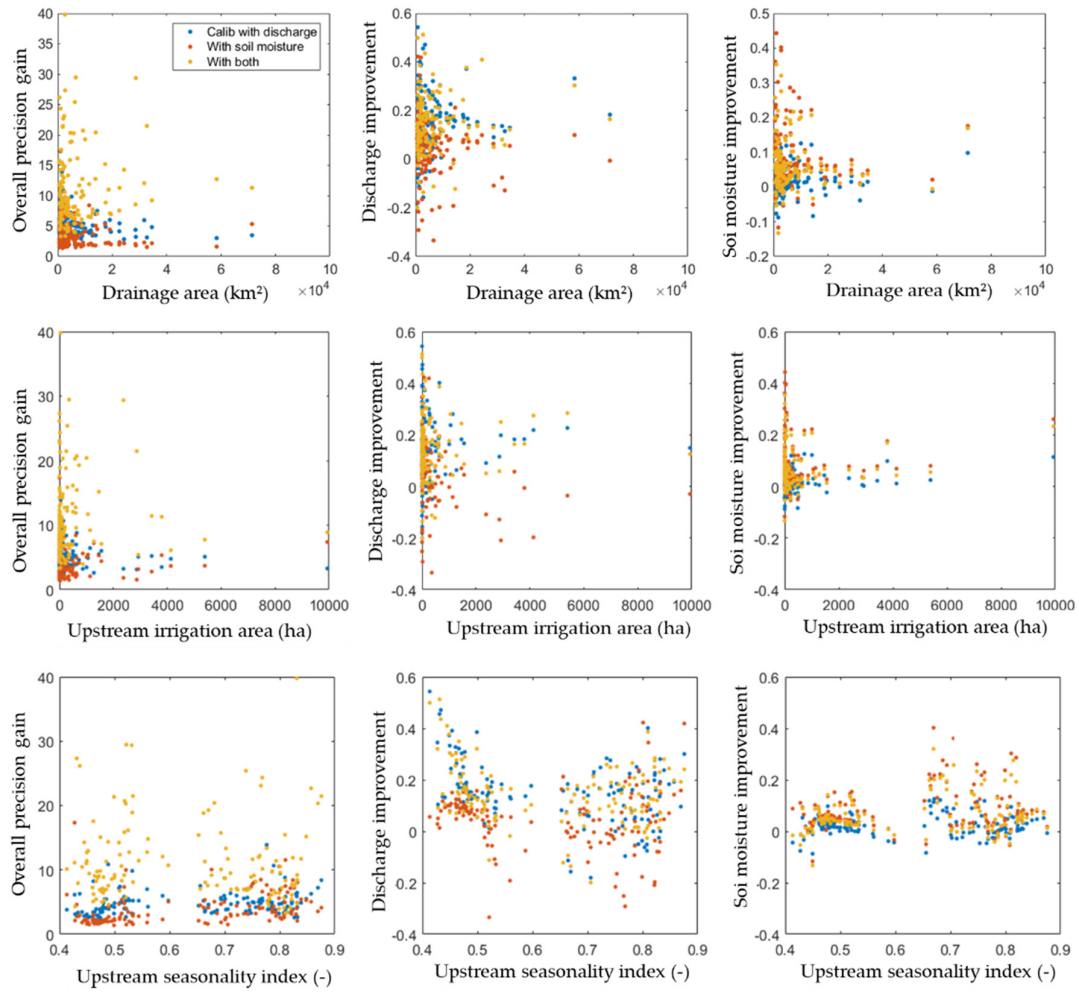 Overall precision gain
40
35
30
25
20
15
10
5
0
Calib with discharge
With soil moisture
With both
0 2 4 6 8 10
Drainage area (km²) ×10⁴
Discharge improvement
0.6
0.4
0.2
0
-0.2
-0.4
0 2 4 6 8 10
Drainage area (km²) ×10⁴
Soi moisture improvement
0.5
0.4
0.3
0.2
0.1
0
-0.1
-0.2
0 2 4 6 8 10
Drainage area (km²) ×10⁴
Overall precision gain
40
30
20
10
0
0 2000 4000 6000 8000 10000
Upstream irrigation area (ha)
Discharge improvement
0.6
0.4
0.2
0
-0.2
-0.4
0 2000 4000 6000 8000 10000
Upstream irrigation area (ha)
Soi moisture improvement
0.6
0.4
0.2
0
-0.2
-0.4
0 2000 4000 6000 8000 10000
Upstream irrigation area (ha)
Overall precision gain
40
30
20
10
0
0.4 0.5 0.6 0.7 0.8 0.9
Upstream seasonality index (-)
Discharge improvement
0.6
0.4
0.2
0
-0.2
-0.4
0.4 0.5 0.6 0.7 0.8 0.9
Upstream seasonality index (-)
Soi moisture improvement
0.6
0.4
0.2
0
-0.2
-0.4
0.4 0.5 0.6 0.7 0.8 0.9
Upstream seasonality index (-)